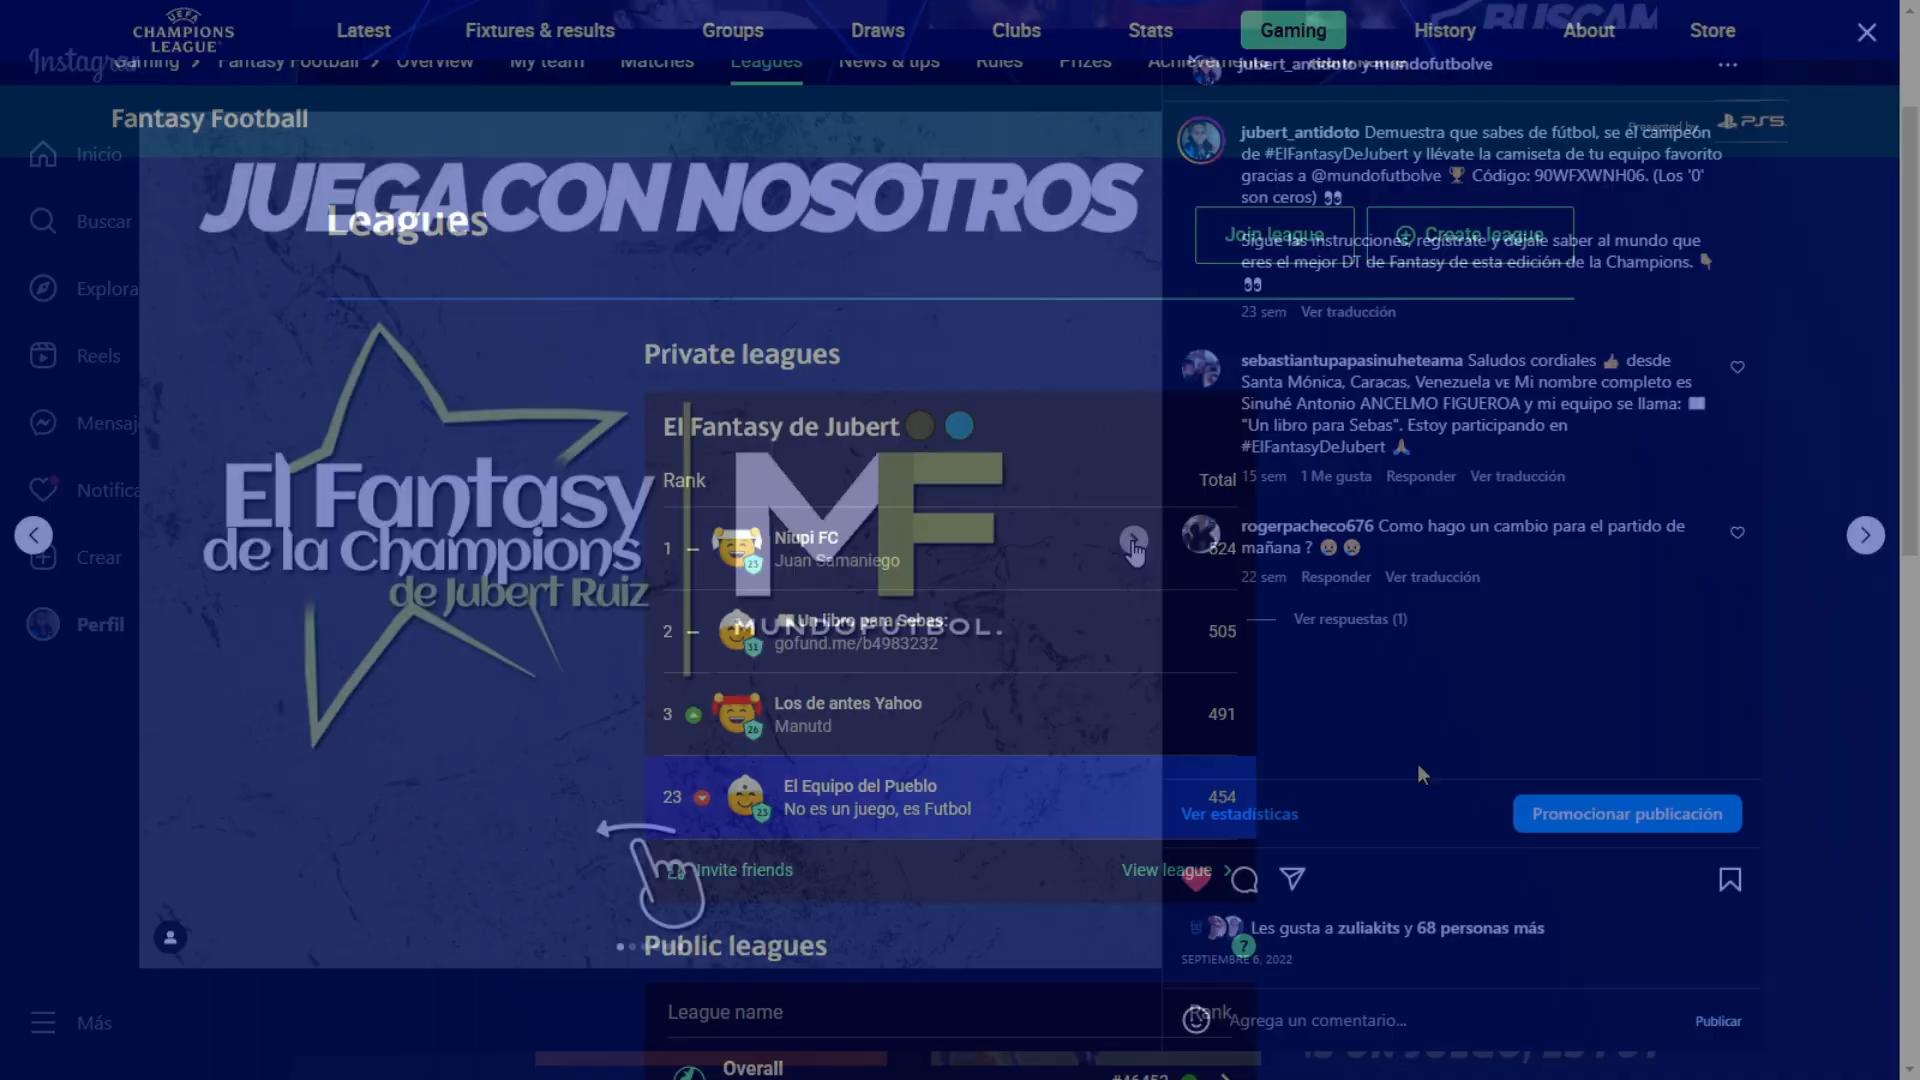 UEFA
CHAMPIONS
LEAGUE
Latest
Fixtures & results
Groups
Draws
Clubs
Stats
Gaming
History
About
Store
Gaming
Fantasy Football
Overview
My team
Matches
Leagues
News & tips
Rules
Prizes
jubert_antidoto y mundofutbolve
Fantasy Football
Presented by
PS5
Inicio
Buscar
Explora
Reels
Mensaj
Notifica
Crear
Perfil
Más
JUEGA CON NOSOTROS
Leagues
Join league
Create league
jubert_antidoto Demuestra que sabes de fútbol, se el campeón
de #ElFantasyDeJubert y llévate la camiseta de tu equipo favorito
gracias a @mundofutbolve 🏆 Código: 90WFXWNH06. (Los '0'
son ceros) 👀
Sigue las instrucciones, regístrate y déjale saber al mundo que
eres el mejor DT de Fantasy de esta edición de la Champions. 👇🏽
👀
23 sem Ver traducción
Private leagues
El Fantasy de Jubert
Rank
Total
1
Níupi FC
Juan Samaniego
524
2
Un libro para Sebas:
gofund.me/b4983232
505
3
Los de antes Yahoo
Manutd
491
23
El Equipo del Pueblo
No es un juego, es Futbol
454
Invite friends
View league
Public leagues
League name
Rank
Overall
El Fantasy
de la Champions
de Jubert Ruiz
MF
MUNDOFUTBOL.
sebastiantupapasinuheteama Saludos cordiales 👍🏽 desde
Santa Mónica, Caracas, Venezuela VE Mi nombre completo es
Sinuhé Antonio ANCELMO FIGUEROA y mi equipo se llama: 📖
"Un libro para Sebas". Estoy participando en
#ElFantasyDeJubert 🙏🏽
15 sem 1 Me gusta Responder Ver traducción
rogerpacheco676 Como hago un cambio para el partido de
mañana ? 😢 😢
22 sem Responder Ver traducción
Ver respuestas (1)
Ver estadísticas
Promocionar publicación
Les gusta a zuliakits y 68 personas más
SEPTIEMBRE 6, 2022
Agrega un comentario...
Publicar